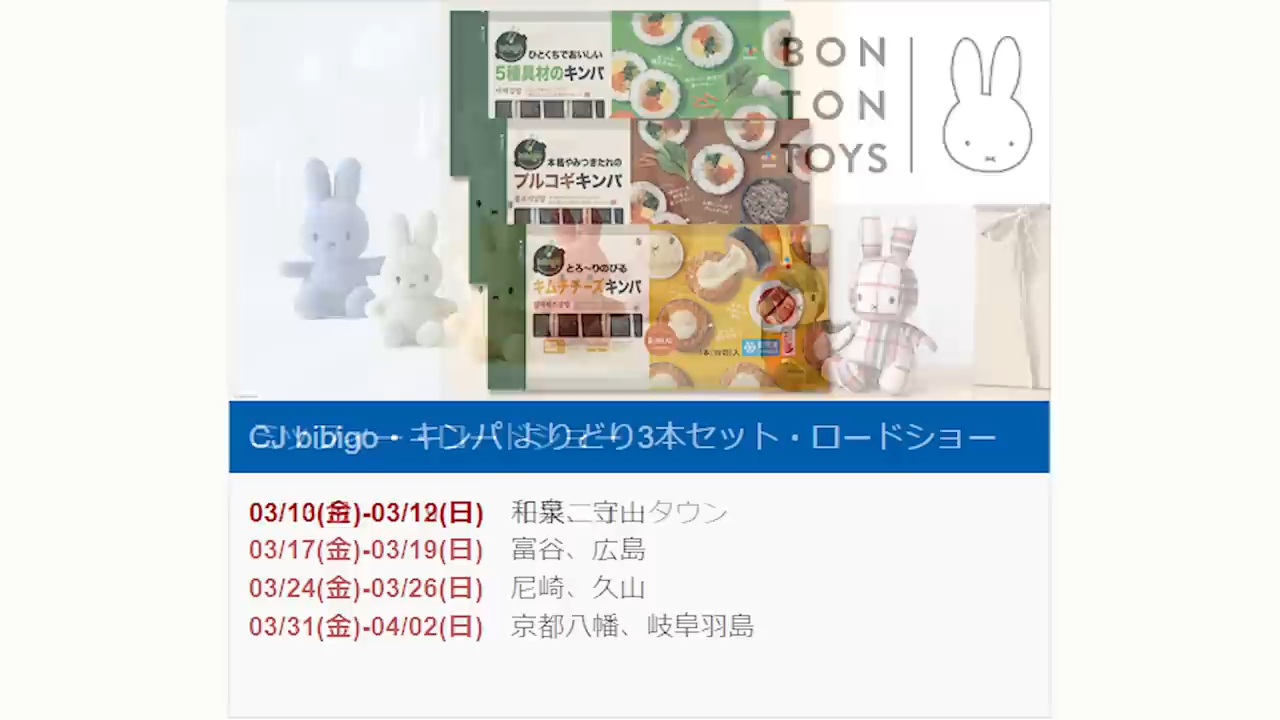 BON
TON
TOYS
ひとくちでおいしい
5種具材のキンパ
本格やみつきたれの
プルコギキンパ
とろ〜りのびる
キムチチーズキンパ
CJ bibigo・キンパ よりどり3本セット・ロードショー
03/10(金)-03/12(日) 和泉、守山
03/17(金)-03/19(日) 富谷、広島
03/24(金)-03/26(日) 尼崎、久山
03/31(金)-04/02(日) 京都八幡、岐阜羽島